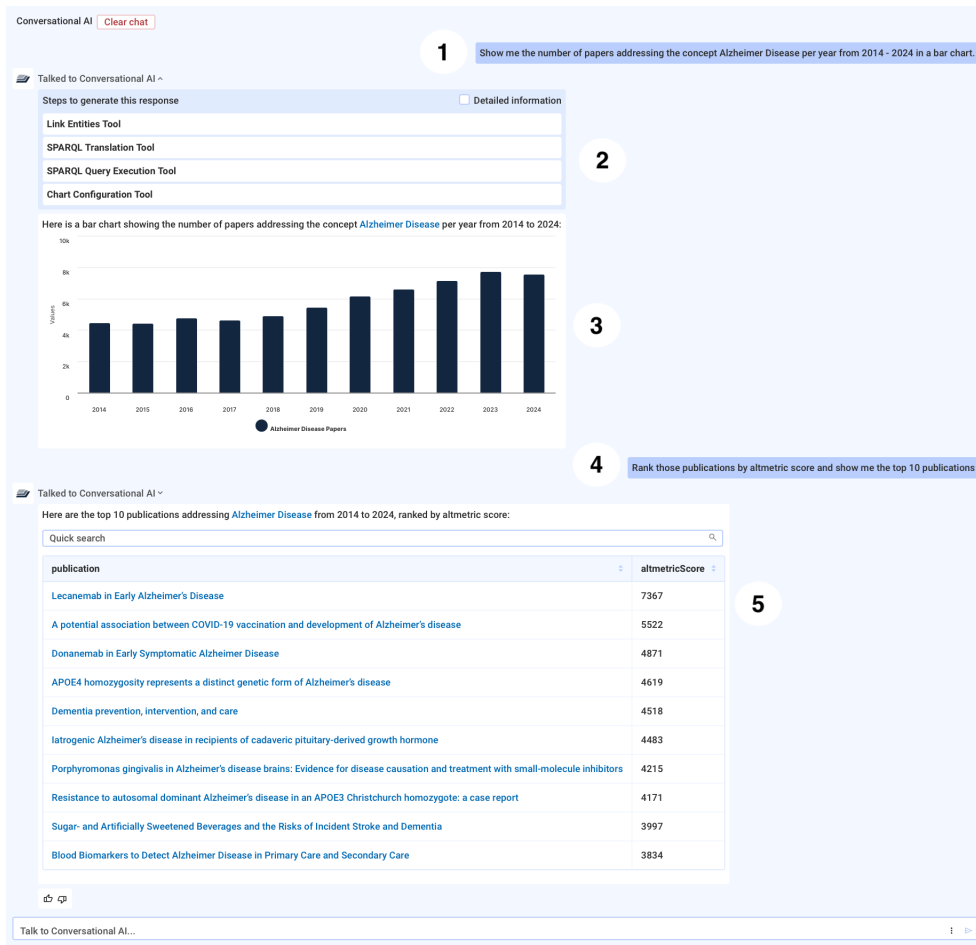 Conversational AI Clear chat
1
Show me the number of papers addressing the concept Alzheimer Disease per year from 2014 - 2024 in a bar chart.
Talked to Conversational AI
Steps to generate this response Detailed information
Link Entities Tool
SPARQL Translation Tool
2
SPARQL Query Execution Tool
Chart Configuration Tool
Here is a bar chart showing the number of papers addressing the concept Alzheimer Disease per year from 2014 to 2024:
10k
8k
6k
4k
2k
0
Values
3
2014 2015 2016 2017 2018 2019 2020 2021 2022 2023 2024
Alzheimer Disease Papers
4
Rank those publications by altmetric score and show me the top 10 publications
Talked to Conversational AI
Here are the top 10 publications addressing Alzheimer Disease from 2014 to 2024, ranked by altmetric score:
Quick search
publication altmetricScore
Lecanemab in Early Alzheimer's Disease 7367
5
A potential association between COVID-19 vaccination and development of Alzheimer's disease 5522
Donanemab in Early Symptomatic Alzheimer Disease 4871
APOE4 homozygosity represents a distinct genetic form of Alzheimer's disease 4619
Dementia prevention, intervention, and care 4518
Iatrogenic Alzheimer's disease in recipients of cadaveric pituitary-derived growth hormone 4483
Porphyromonas gingivalis in Alzheimer's disease brains: Evidence for disease causation and treatment with small-molecule inhibitors 4215
Resistance to autosomal dominant Alzheimer's disease in an APOE3 Christchurch homozygote: a case report 4171
Sugar- and Artificially Sweetened Beverages and the Risks of Incident Stroke and Dementia 3997
Blood Biomarkers to Detect Alzheimer Disease in Primary Care and Secondary Care 3834
Talk to Conversational AI...